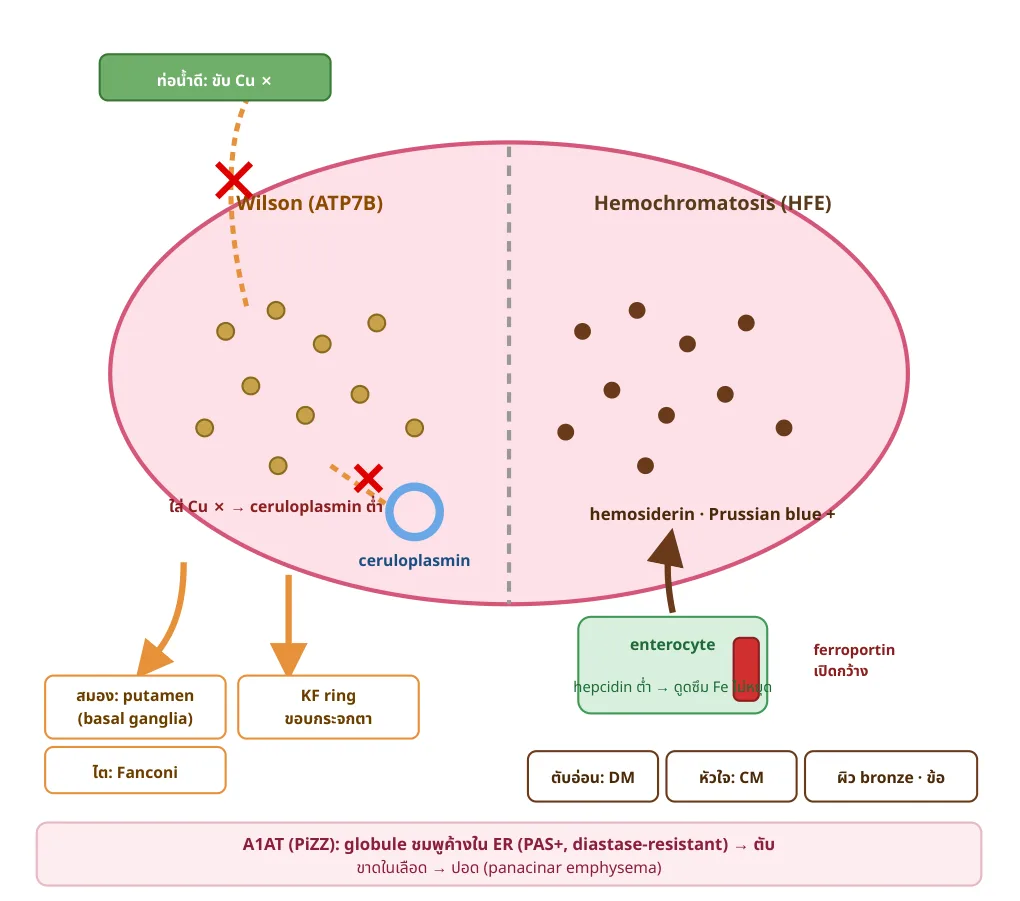 ท่อน้ำดี: ขับ Cu ×
Wilson (ATP7B)
Hemochromatosis (HFE)
ใส่ Cu × → ceruloplasmin ต่ำ
ceruloplasmin
hemosiderin · Prussian blue +
enterocyte
hepcidin ต่ำ → ดูดซึม Fe ไม่หยุด
ferroportin
เปิดกว้าง
สมอง: putamen
(basal ganglia)
KF ring
ขอบกระจกตา
ไต: Fanconi
ตับอ่อน: DM
หัวใจ: CM
ผิว bronze · ข้อ
A1AT (PiZZ): globule ชมพูค้างใน ER (PAS+, diastase-resistant) → ตับ
ขาดในเลือด → ปอด (panacinar emphysema)